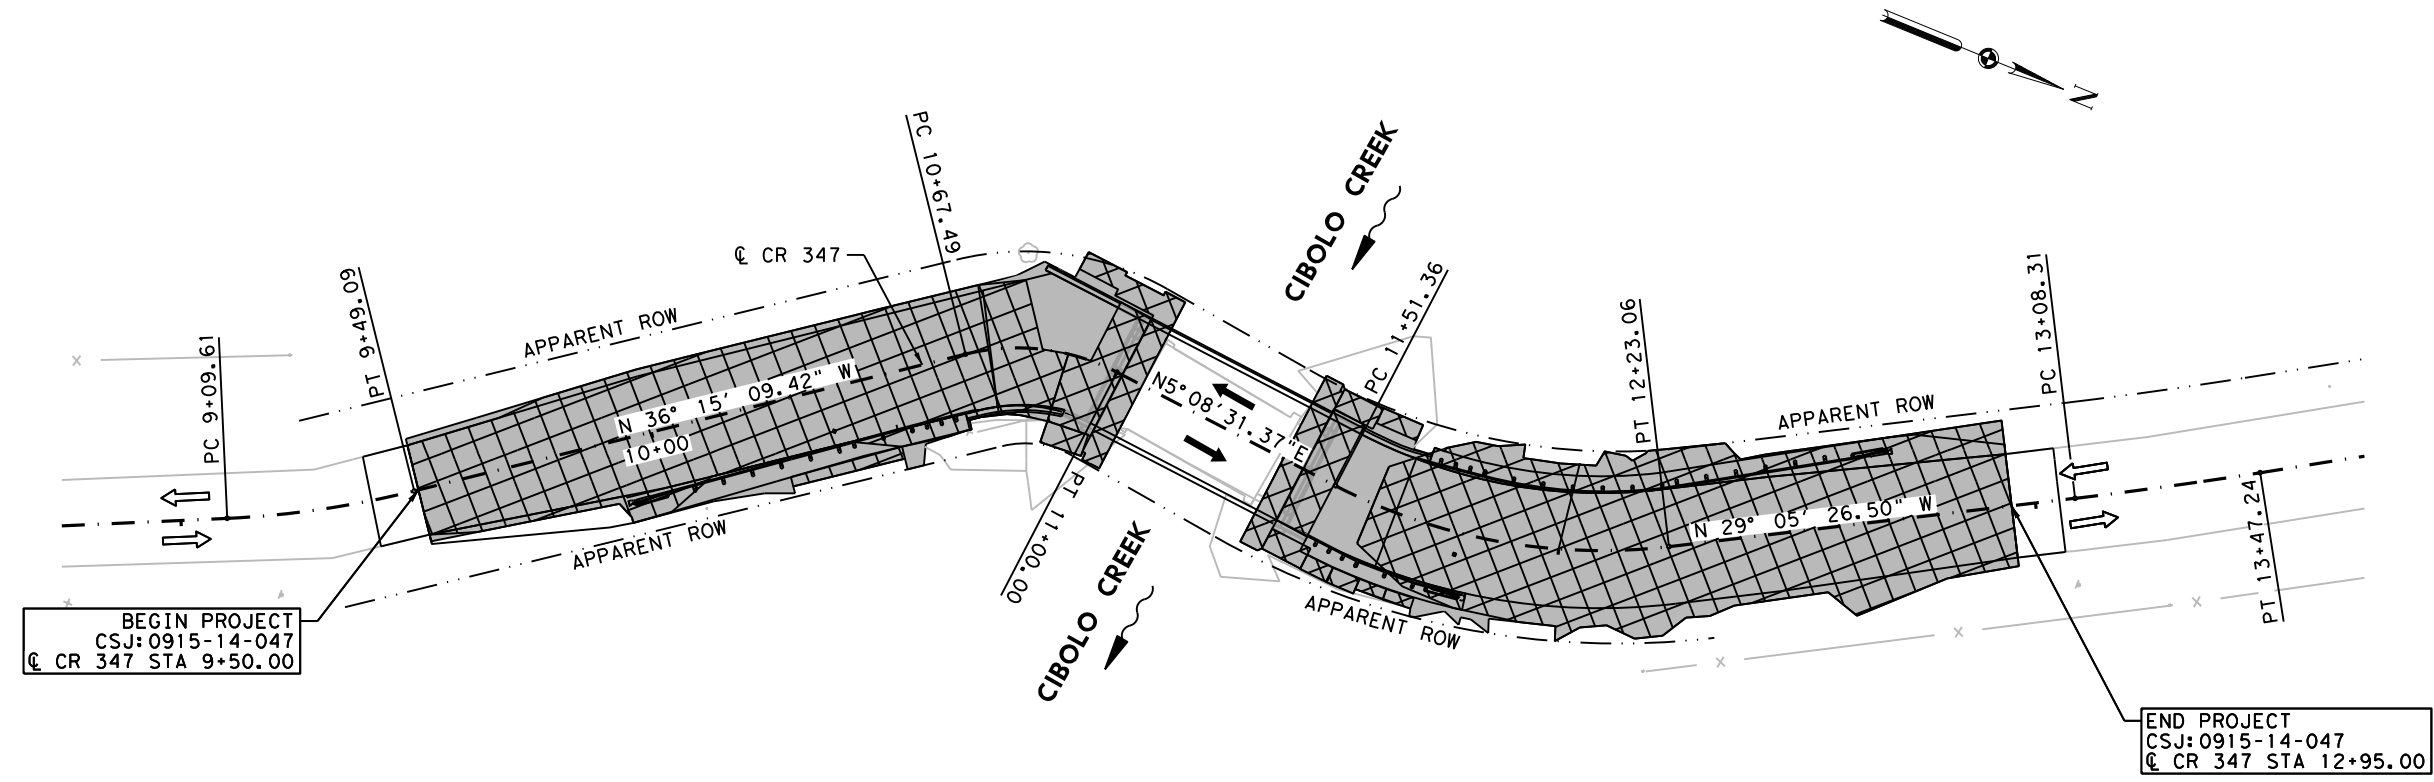 N
PC 10+67.49
CIBOLO CREEK
℄ CR 347
PT 9+49.09
PC 9+09.61
APPARENT ROW
PC 11+51.36
PT 12+23.06
PC 13+08.31
N 36° 15' 09.42" W
10+00
N5°08'31.37"E
APPARENT ROW
N 29° 05' 26.50" W
APPARENT ROW
PT 11+00.00
APPARENT ROW
CIBOLO CREEK
PT 13+47.24
X
X
X
X
X
BEGIN PROJECT
CSJ:0915-14-047
℄ CR 347 STA 9+50.00
END PROJECT
CSJ:0915-14-047
℄ CR 347 STA 12+95.00